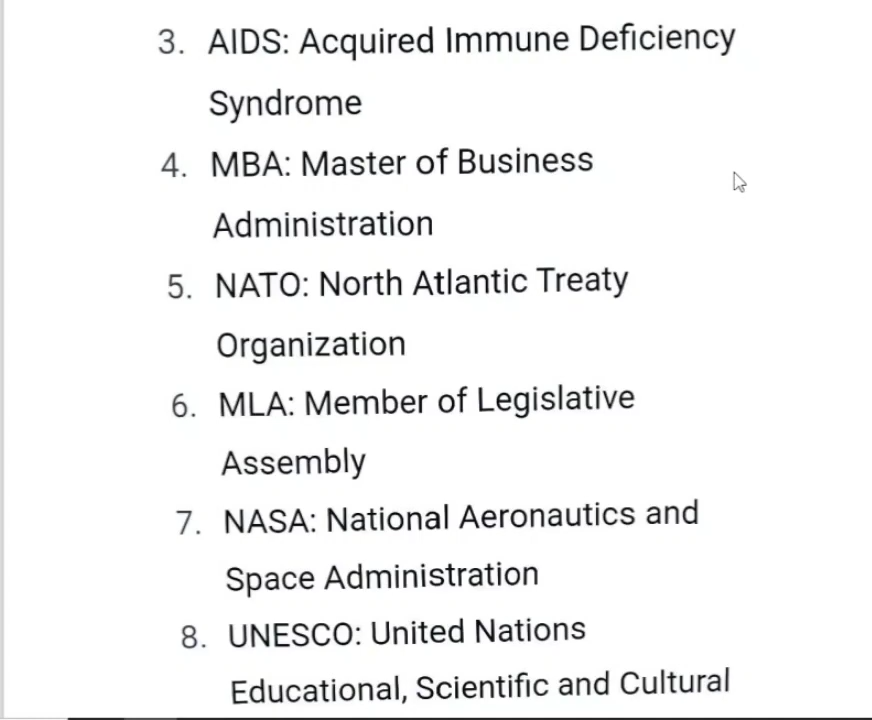 3. AIDS: Acquired Immune Deficiency
Syndrome
4. MBA: Master of Business
Administration
5. NATO: North Atlantic Treaty
Organization
6. MLA: Member of Legislative
Assembly
7. NASA: National Aeronautics and
Space Administration
8. UNESCO: United Nations
Educational, Scientific and Cultural